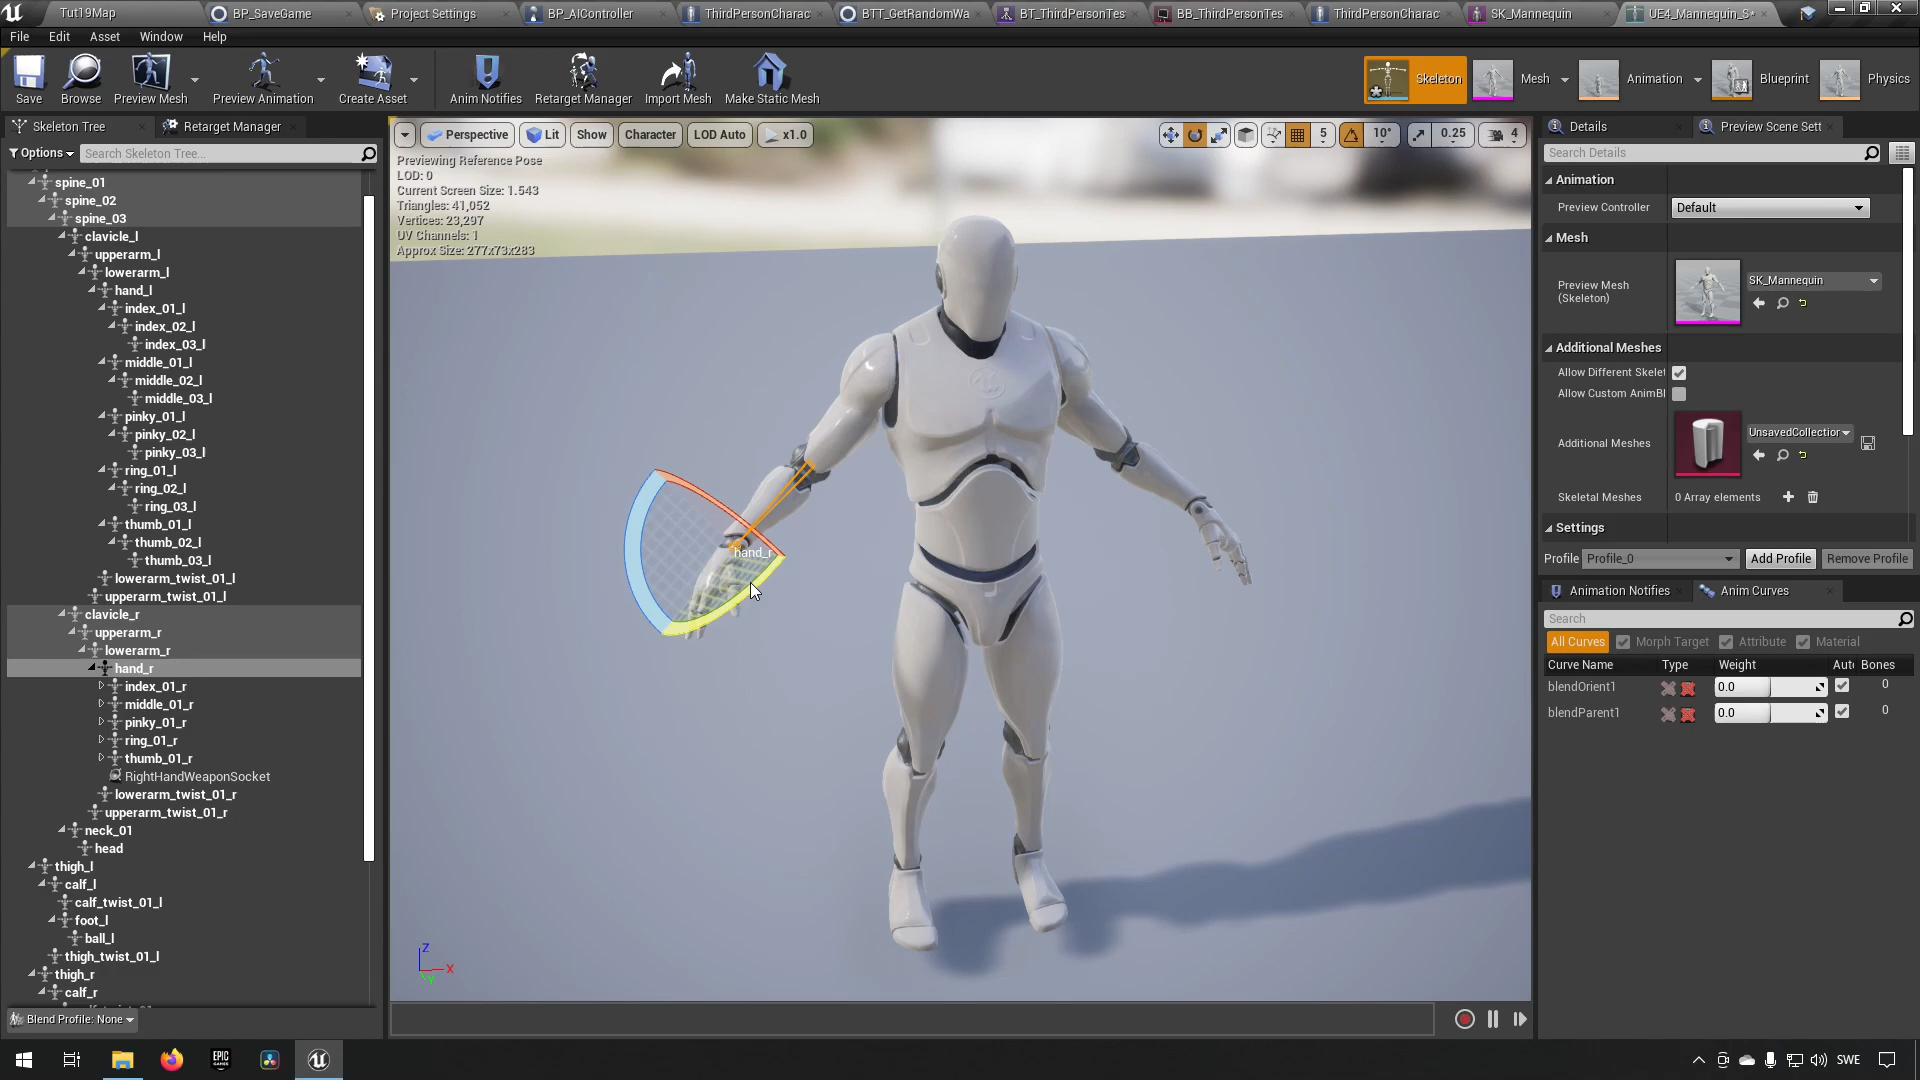 Tut19Map
BP_SaveGame
Project Settings
BP_AIController
ThirdPersonCharac
BTT_GetRandomWa
BT_ThirdPersonTes
BB_ThirdPersonTes
ThirdPersonCharac
SK_Mannequin
UE4_Mannequin_S*
File
Edit
Asset
Window
Help
Save
Browse
Preview Mesh
Preview Animation
Create Asset
Anim Notifies
Retarget Manager
Import Mesh
Make Static Mesh
Skeleton
Mesh
Animation
Blueprint
Physics
Skeleton Tree
Retarget Manager
Options
Search Skeleton Tree...
spine_01
spine_02
spine_03
clavicle_l
upperarm_l
lowerarm_l
hand_l
index_01_l
index_02_l
index_03_l
middle_01_l
middle_02_l
middle_03_l
pinky_01_l
pinky_02_l
pinky_03_l
ring_01_l
ring_02_l
ring_03_l
thumb_01_l
thumb_02_l
thumb_03_l
lowerarm_twist_01_l
upperarm_twist_01_l
clavicle_r
upperarm_r
lowerarm_r
hand_r
index_01_r
middle_01_r
pinky_01_r
ring_01_r
thumb_01_r
RightHandWeaponSocket
lowerarm_twist_01_r
upperarm_twist_01_r
neck_01
head
thigh_l
calf_l
calf_twist_01_l
foot_l
ball_l
thigh_twist_01_l
thigh_r
calf_r
Blend Profile: None
Perspective
Lit
Show
Character
LOD Auto
x1.0
5
10°
0.25
4
Previewing Reference Pose
LOD: 0
Current Screen Size: 1.543
Triangles: 41,052
Vertices: 23,297
UV Channels: 1
Approx Size: 277x73x283
hand_r
Z
X
Y
Details
Preview Scene Sett
Search Details
Animation
Preview Controller
Default
Mesh
Preview Mesh
(Skeleton)
SK_Mannequin
Additional Meshes
Allow Different Skelet
Allow Custom AnimBl
Additional Meshes
UnsavedCollection
Skeletal Meshes
0 Array elements
Settings
Profile
Profile_0
Add Profile
Remove Profile
Animation Notifies
Anim Curves
Search
All Curves
Morph Target
Attribute
Material
Curve Name
Type
Weight
Auto
Bones
blendOrient1
0.0
0
blendParent1
0.0
0
EPIC
GAMES
SWE